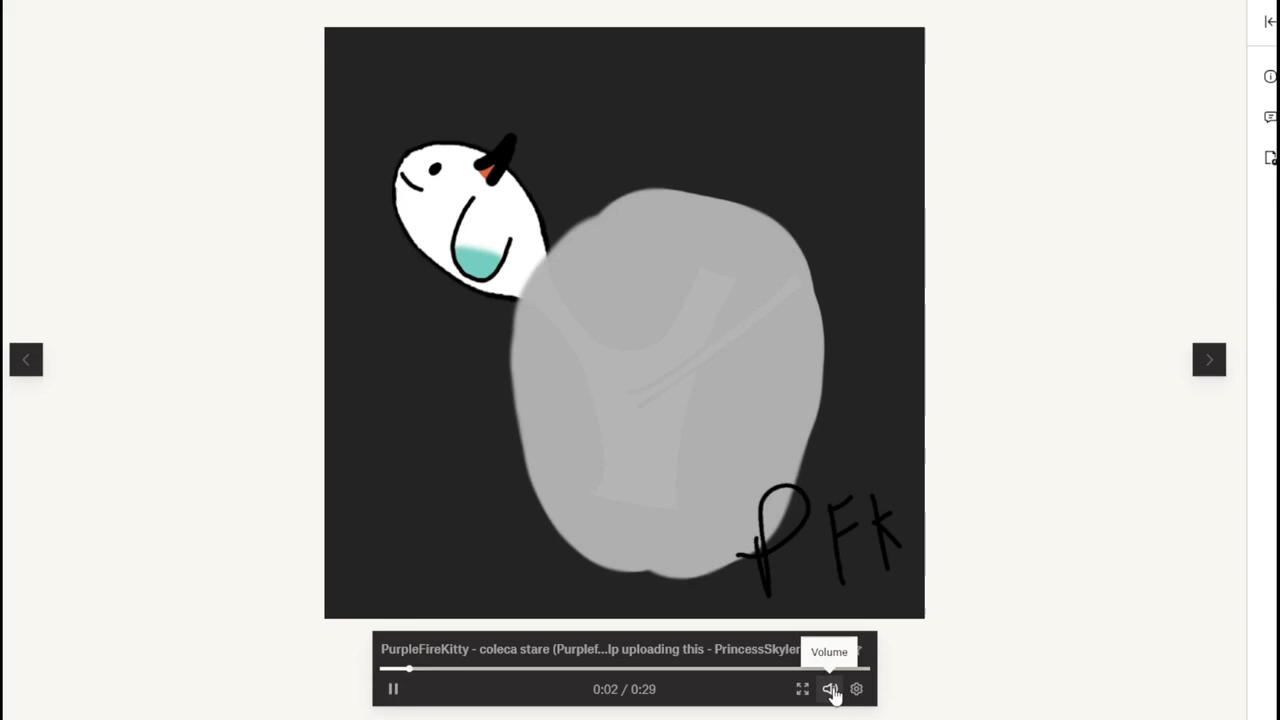 PFK
PurpleFireKitty - coleca stare (Purplef...lp uploading this - PrincessSkyler
Volume
0:02 / 0:29